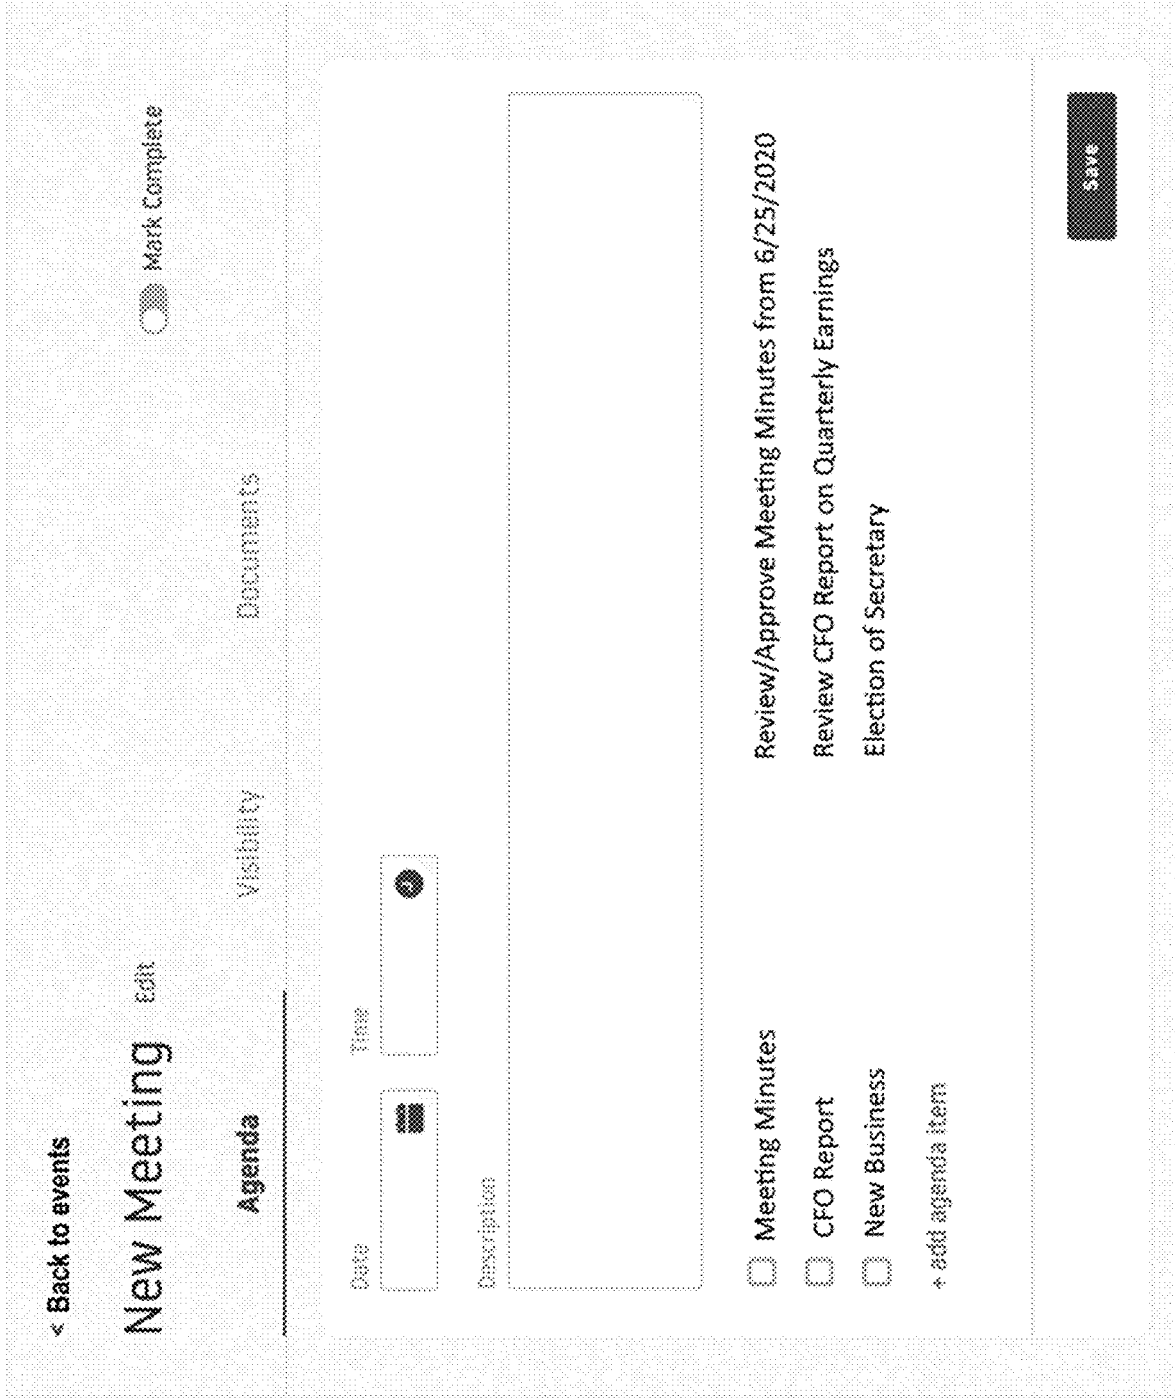 < Back to events
New Meeting Edit Mark Complete
Agenda Visibility Documents
Date Time
Description
Meeting Minutes Review/Approve Meeting Minutes from 6/25/2020
CFO Report Review CFO Report on Quarterly Earnings
New Business Election of Secretary
+ add agenda item
Save